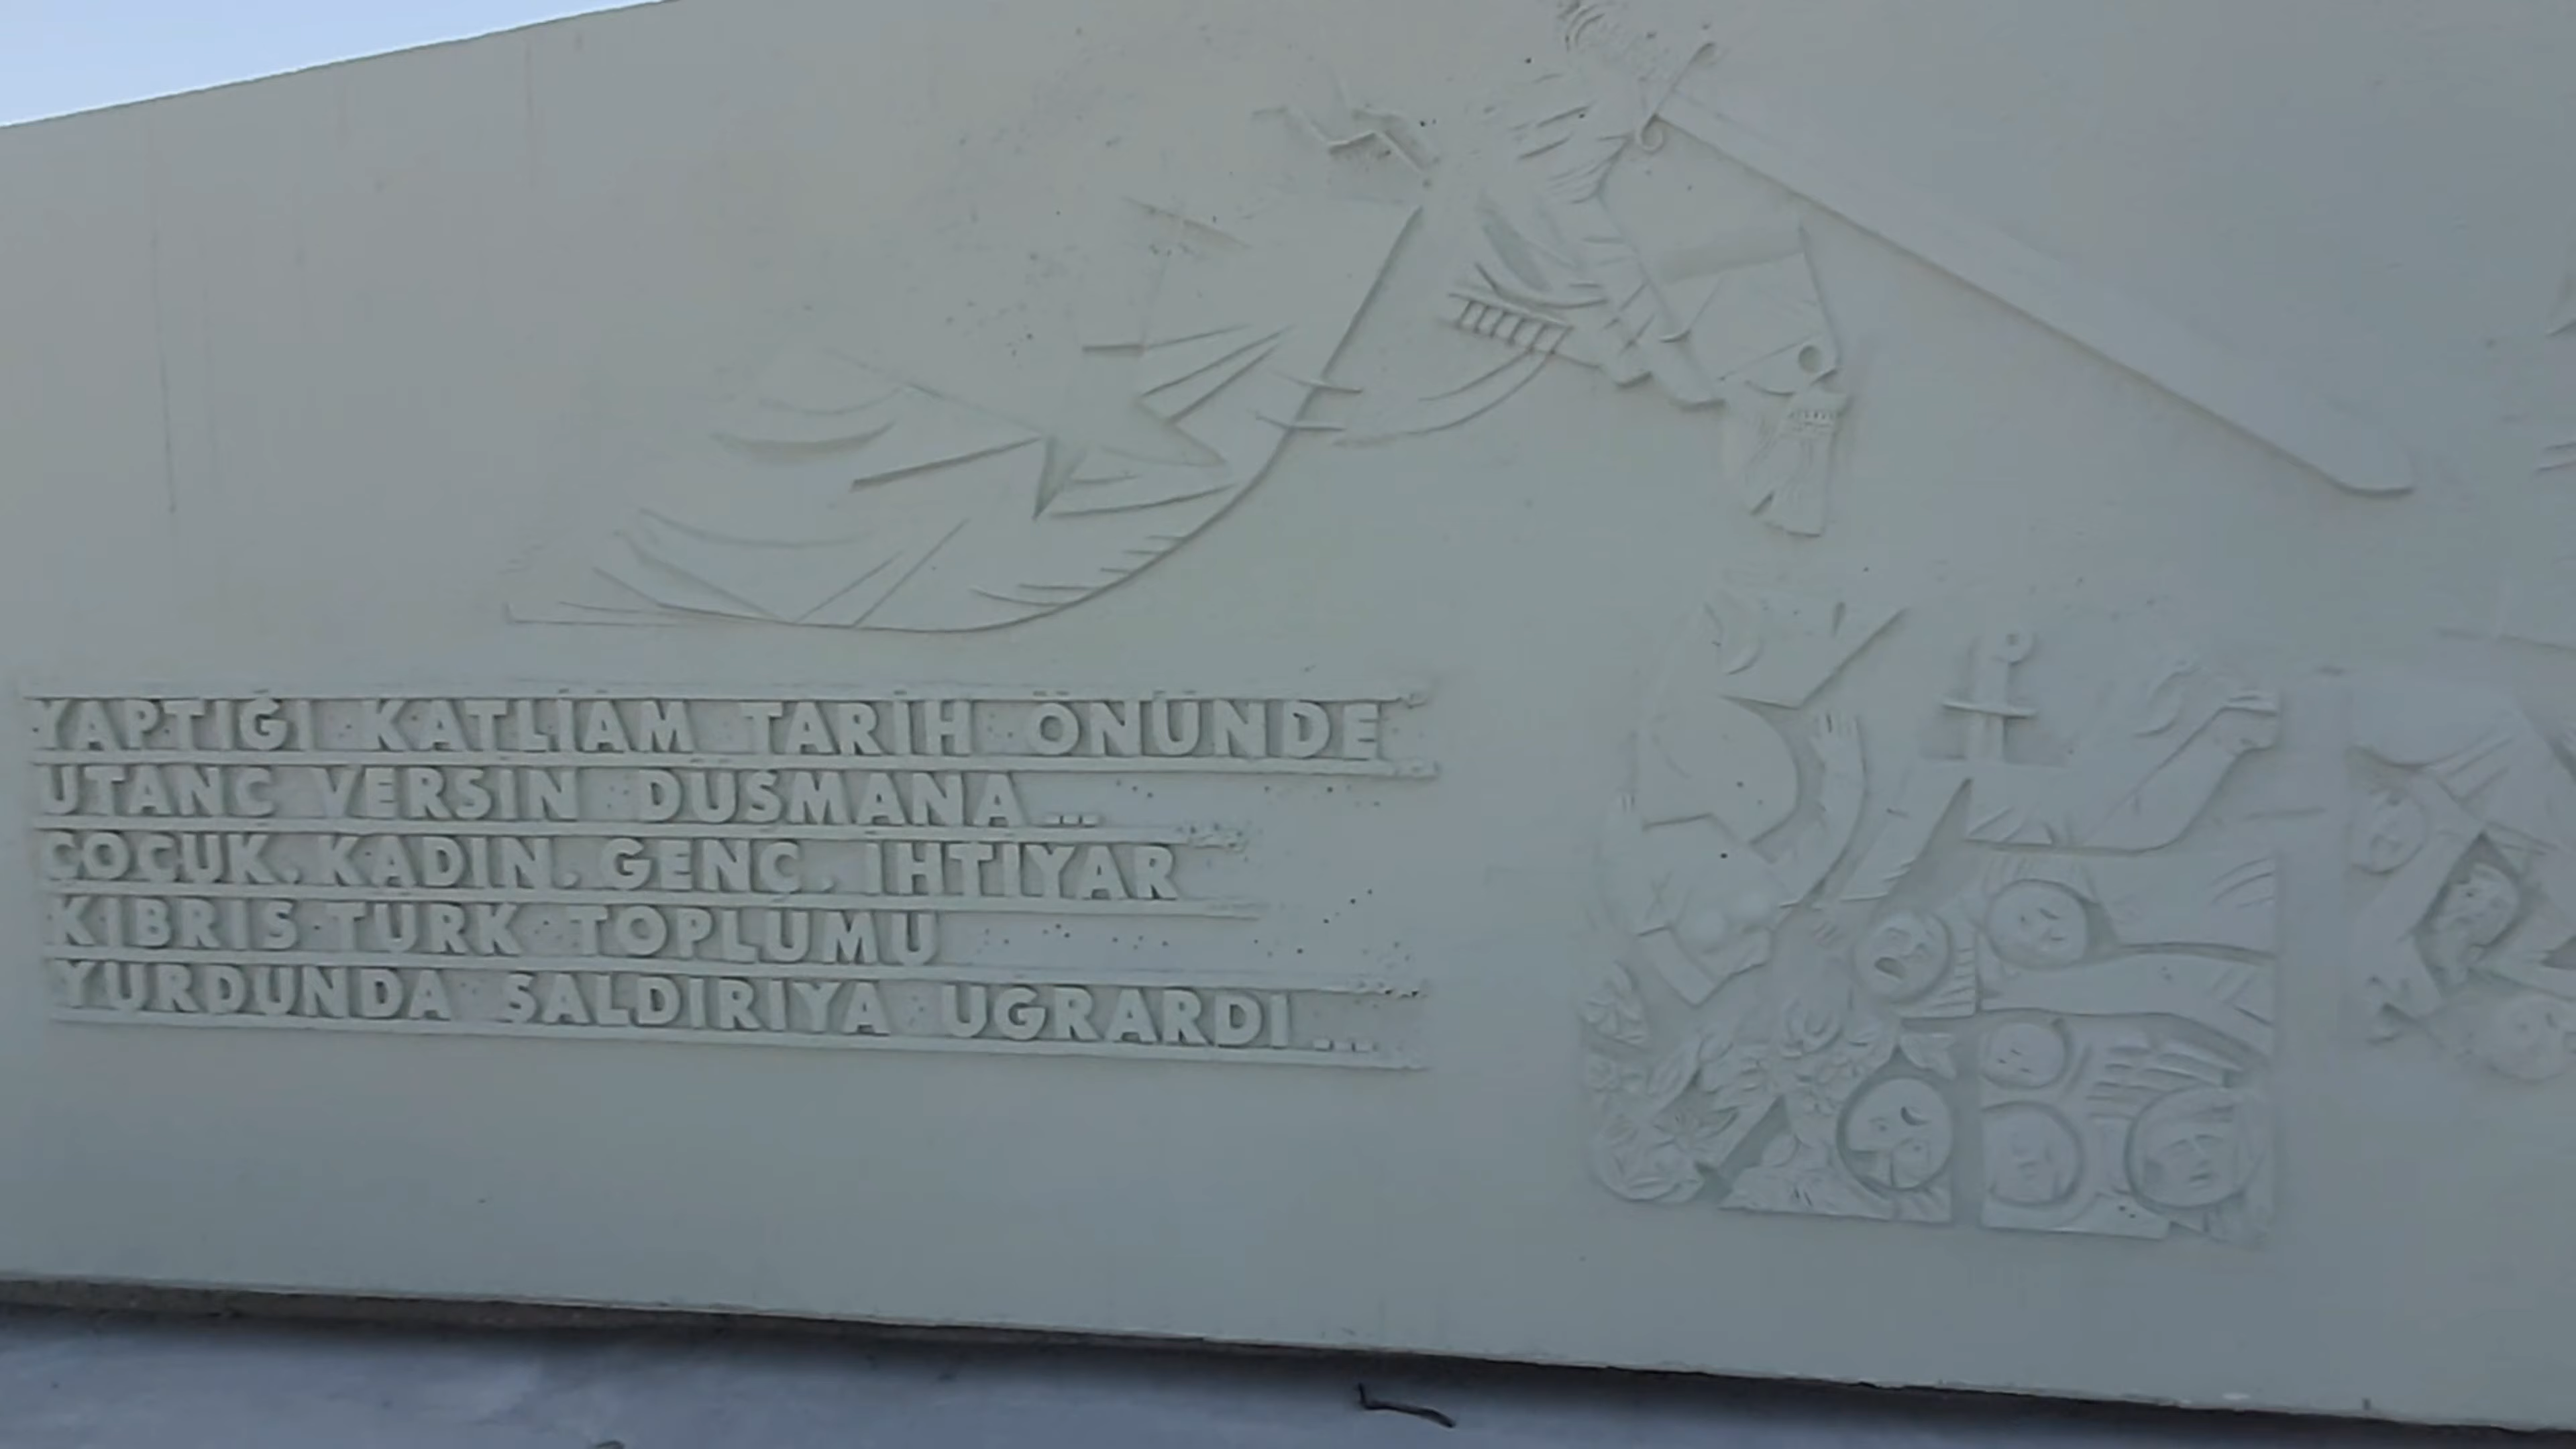 YAPTIĞI KATLİAM TARİH ÖNÜNDE
UTANÇ VERSİN DÜŞMANA...
ÇOCUK, KADIN, GENÇ, İHTİYAR
KIBRIS TÜRK TOPLUMU
YURDUNDA SALDIRIYA UĞRARDI...